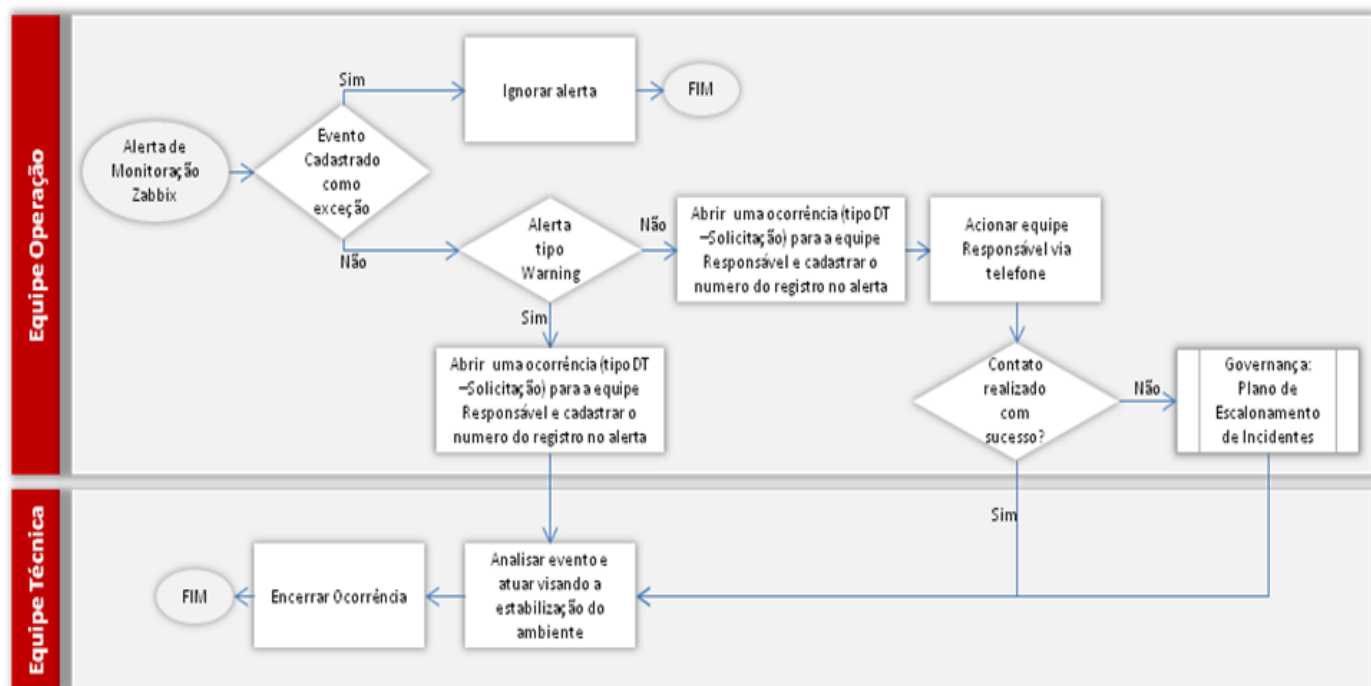 Equipe Operação
Alerta de
Monitoração
Zabbix
Evento
Cadastrado
como
exceção
Sim
Ignorar alerta
FIM
Não
Alerta
tipo
Warning
Não
Abrir uma ocorrência (tipo DT
–Solicitação) para a equipe
Responsável e cadastrar o
numero do registro no alerta
Acionar equipe
Responsável via
telefone
Sim
Abrir uma ocorrência (tipo DT
–Solicitação) para a equipe
Responsável e cadastrar o
numero do registro no alerta
Contato
realizado
com
sucesso?
Não
Governança:
Plano de
Escalonamento
de Incidentes
Sim
Equipe Técnica
Analisar evento e
atuar visando a
estabilização do
ambiente
Encerrar Ocorrência
FIM